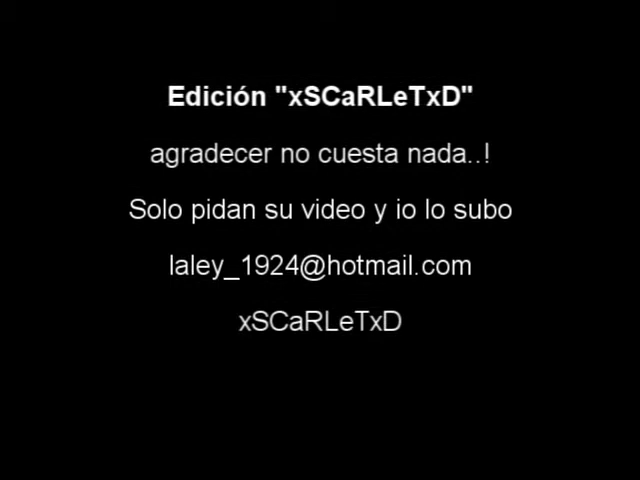 Edición "xSCaRLeTxD"
agradecer no cuesta nada..!
Solo pidan su video y io lo subo
laley_1924@hotmail.com
xSCaRLeTxD